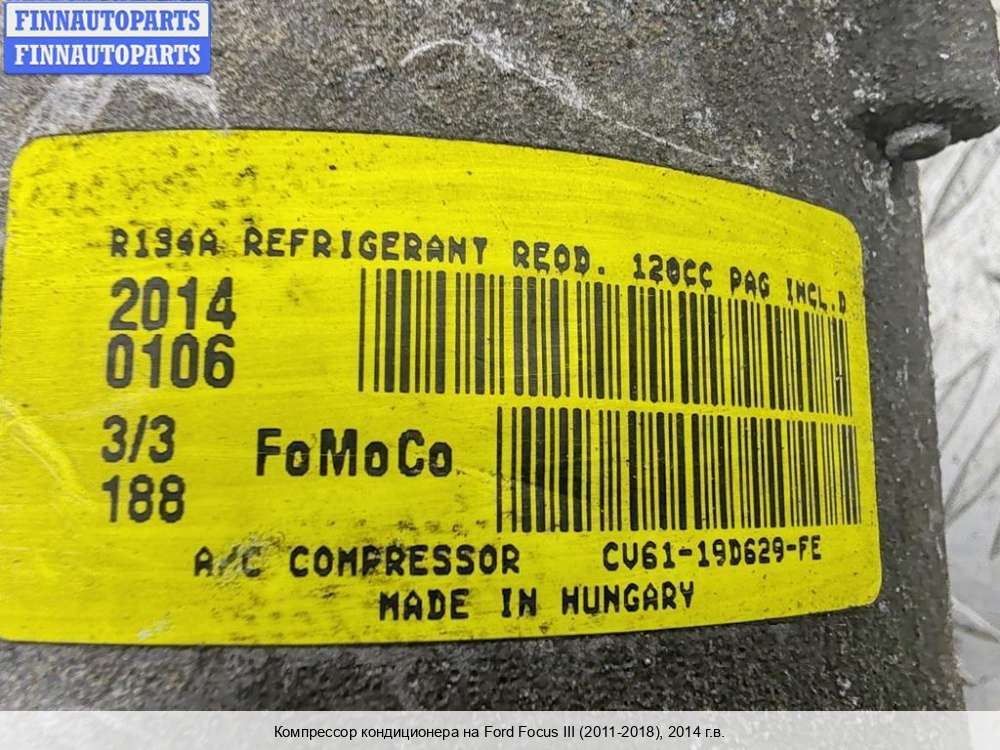 FINNAUTOPARTS
FINNAUTOPARTS
R134A REFRIGERANT REQD. 120CC PAG INCL.D
2014
0106
3/3
FoMoCo
188
A/C COMPRESSOR CV61-19D629-FE
MADE IN HUNGARY
Компрессор кондиционера на Ford Focus III (2011-2018), 2014 г.в.